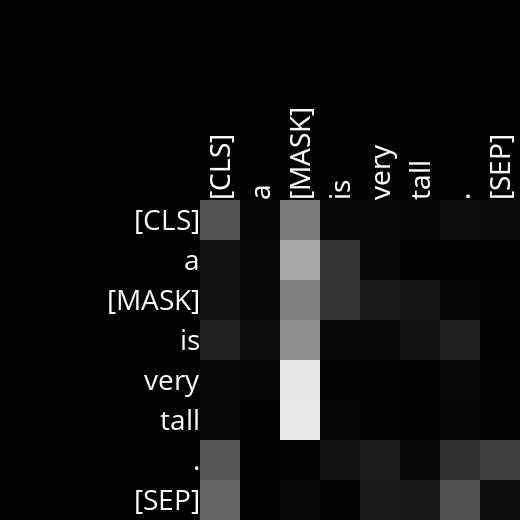 [CLS] a [MASK] is very tall . [SEP]
[CLS]
a
[MASK]
is
very
tall
.
[SEP]